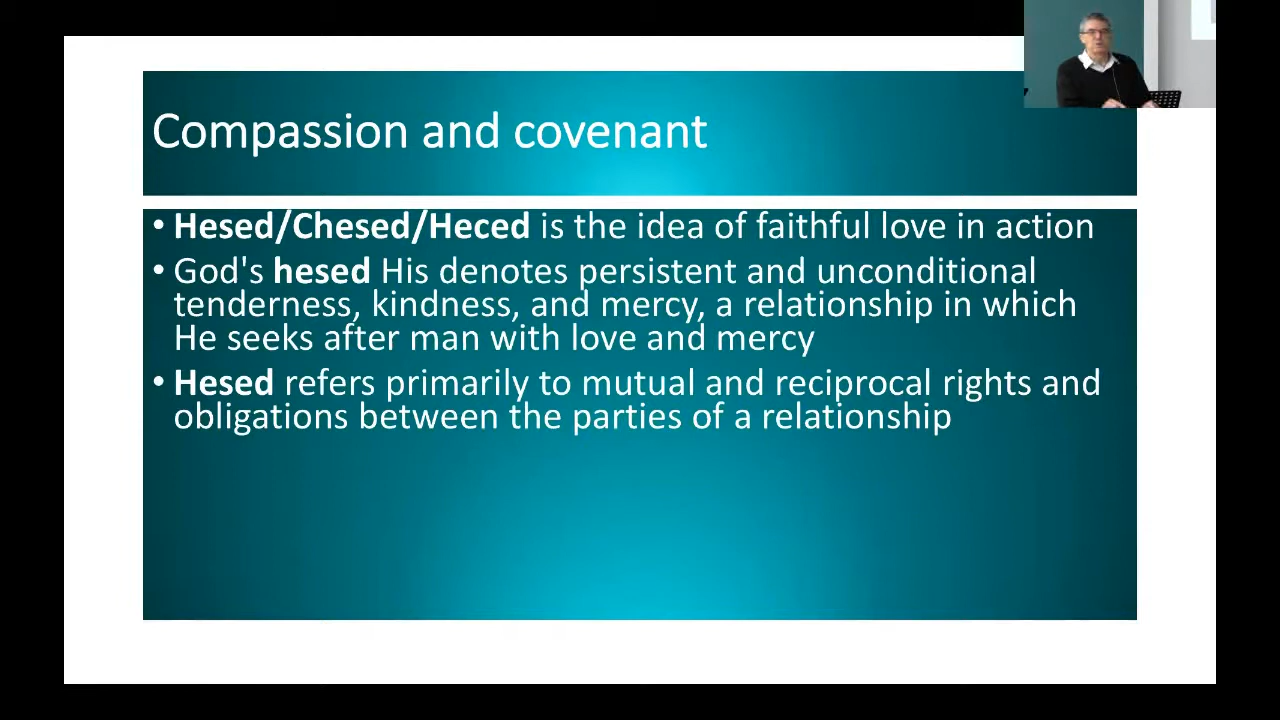 Compassion and covenant
• Hesed/Chesed/Heced is the idea of faithful love in action
• God's hesed His denotes persistent and unconditional
tenderness, kindness, and mercy, a relationship in which
He seeks after man with love and mercy
• Hesed refers primarily to mutual and reciprocal rights and
obligations between the parties of a relationship